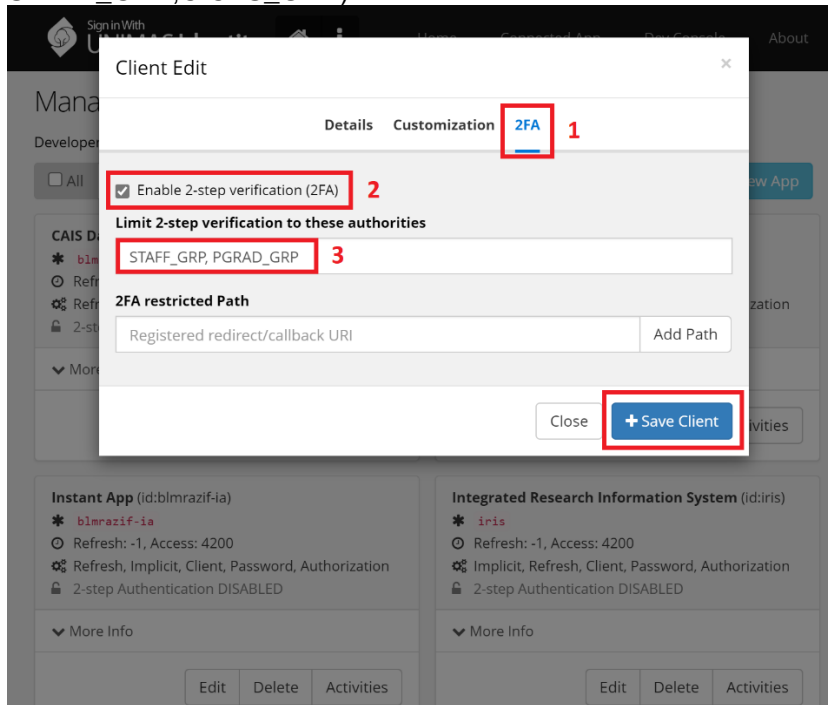 Sign in With
Home Connected App Dev Console About
Client Edit ×
Mana
Details Customization 2FA 1
Developer
All
ew App
Enable 2-step verification (2FA) 2
Limit 2-step verification to these authorities
CAIS Da
STAFF_GRP, PGRAD_GRP 3
blm
Refr
2FA restricted Path
Refr
zation
2-st
Registered redirect/callback URI Add Path
More
Close + Save Client
ivities
Instant App (id:blmrazif-ia)
blmrazif-ia
Refresh: -1, Access: 4200
Refresh, Implicit, Client, Password, Authorization
2-step Authentication DISABLED
More Info
Edit Delete Activities
Integrated Research Information System (id:iris)
iris
Refresh: -1, Access: 4200
Implicit, Refresh, Client, Password, Authorization
2-step Authentication DISABLED
More Info
Edit Delete Activities